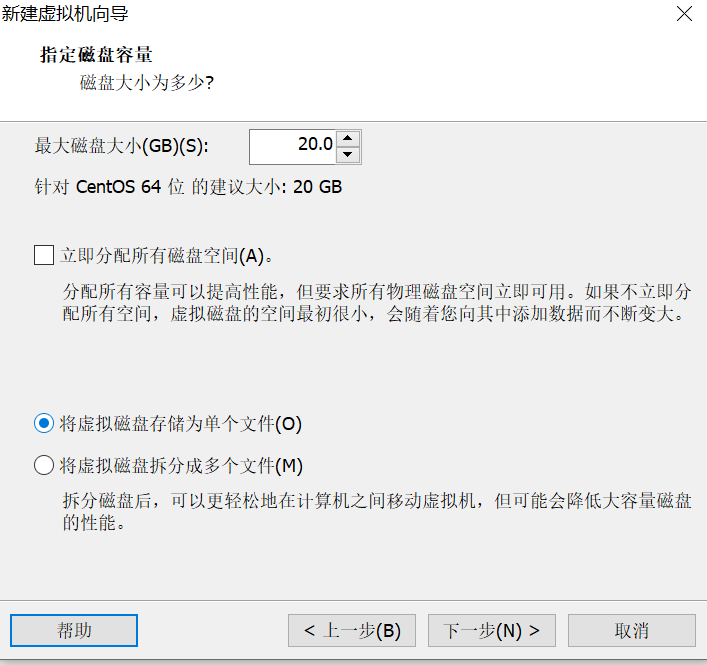 新建虚拟机向导
指定磁盘容量
磁盘大小为多少?
最大磁盘大小(GB)(S): 20.0
针对 CentOS 64 位 的建议大小: 20 GB
立即分配所有磁盘空间(A)。
分配所有容量可以提高性能，但要求所有物理磁盘空间立即可用。如果不立即分
配所有空间，虚拟磁盘的空间最初很小，会随着您向其中添加数据而不断变大。
将虚拟磁盘存储为单个文件(O)
将虚拟磁盘拆分成多个文件(M)
拆分磁盘后，可以更轻松地在计算机之间移动虚拟机，但可能会降低大容量磁盘
的性能。
帮助 < 上一步(B) 下一步(N) > 取消